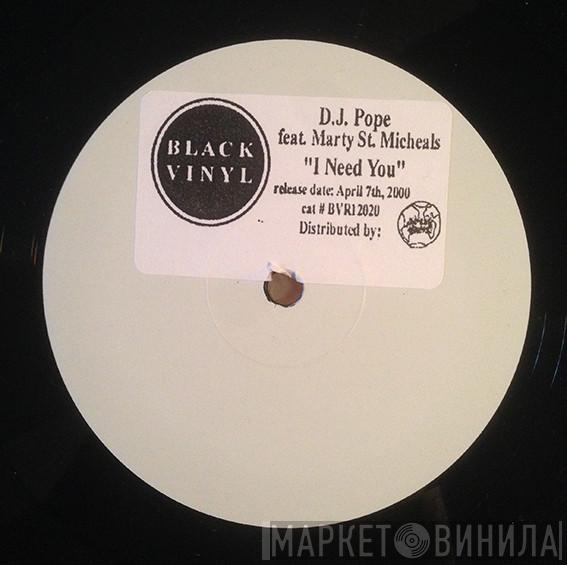 BLACK
VINYL
D.J. Pope
feat. Marty St. Micheals
"I Need You"
release date: April 7th, 2000
cat # BVR12020
Distributed by:
МАРКЕТ ВИНИЛА